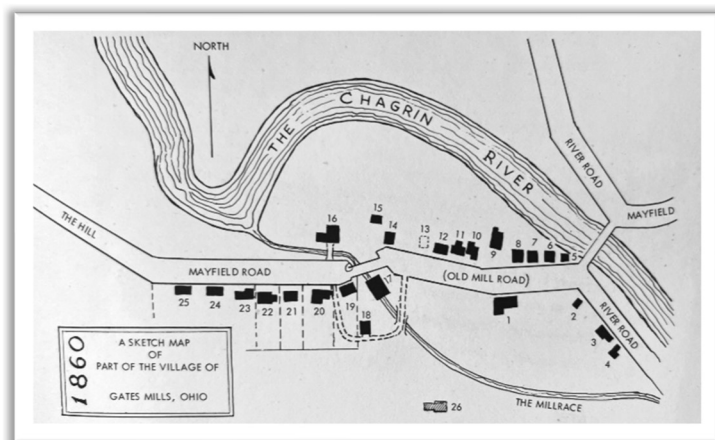 NORTH
THE CHAGRIN RIVER
RIVER ROAD
MAYFIELD
THE HILL
16
15
14
13
12
11
10
9
8
7
6
5
MAYFIELD ROAD
(OLD MILL ROAD)
25
24
23
22
21
20
19
17
18
1
2
3
4
RIVER ROAD
1860
A SKETCH MAP
OF
PART OF THE VILLAGE OF
GATES MILLS, OHIO
26
THE MILLRACE